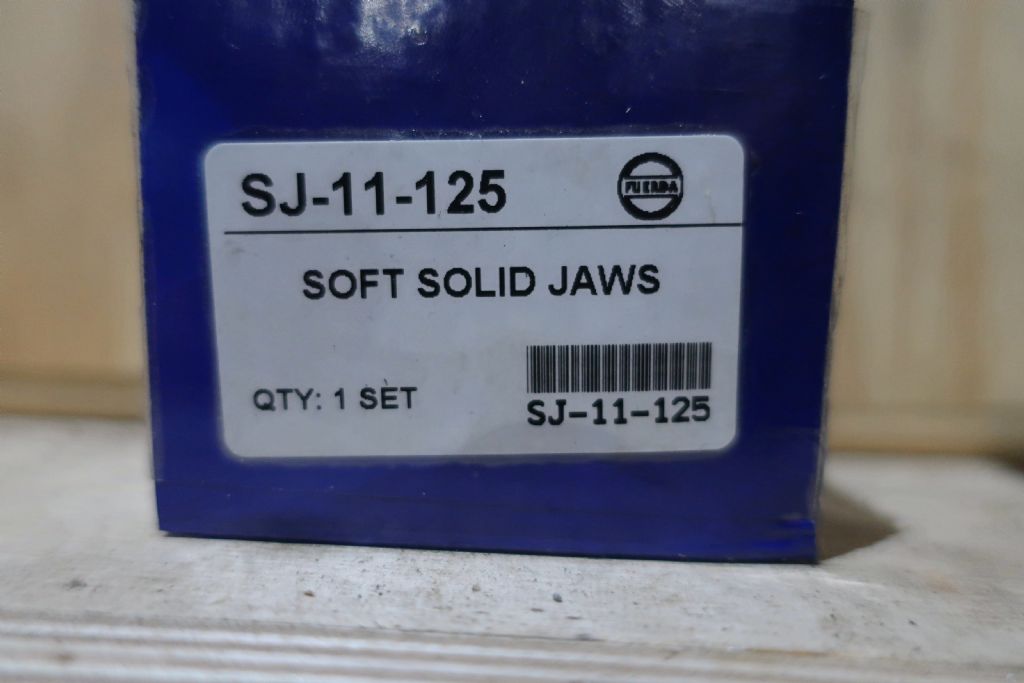 SJ-11-125
FUERDA
SOFT SOLID JAWS
QTY: 1 SET
SJ-11-125